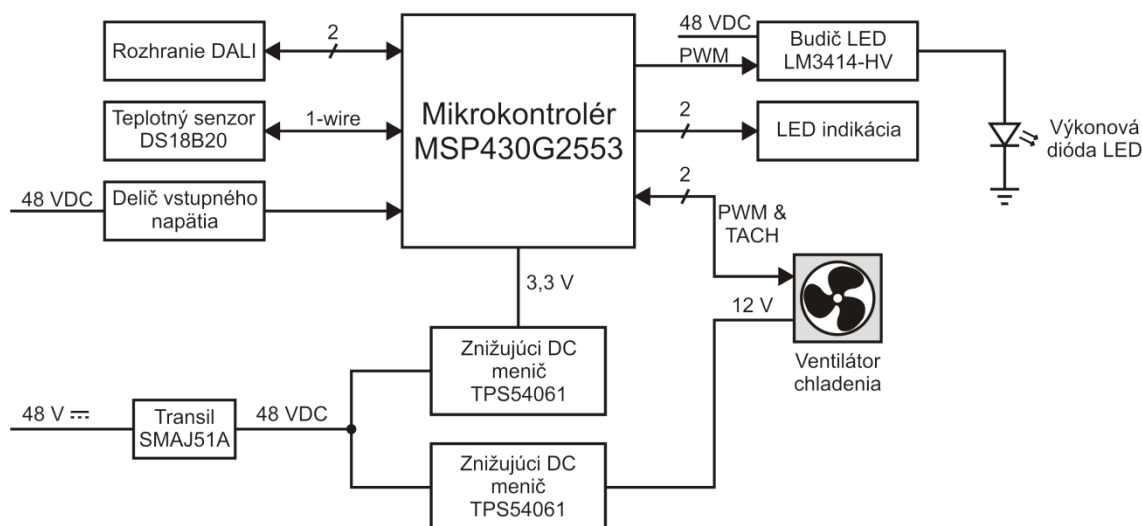 Rozhranie DALI
2
Teplotný senzor
DS18B20
1-wire
48 VDC
Delič vstupného
napätia
Mikrokontrolér
MSP430G2553
48 VDC
PWM
Budič LED
LM3414-HV
2
LED indikácia
Výkonová
dióda LED
2
PWM &
TACH
3,3 V
12 V
Ventilátor
chladenia
Znižujúci DC
menič
TPS54061
48 V
Transil
SMAJ51A
48 VDC
Znižujúci DC
menič
TPS54061